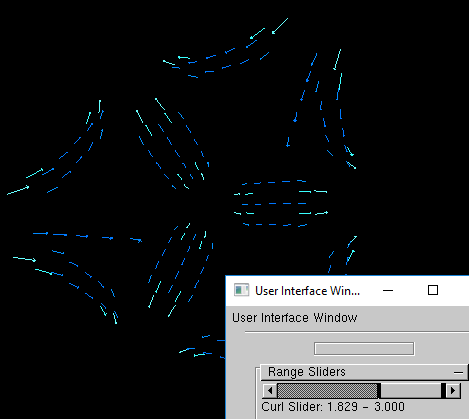 User Interface Win...
User Interface Window
Range Sliders
Curl Slider: 1.829 - 3.000